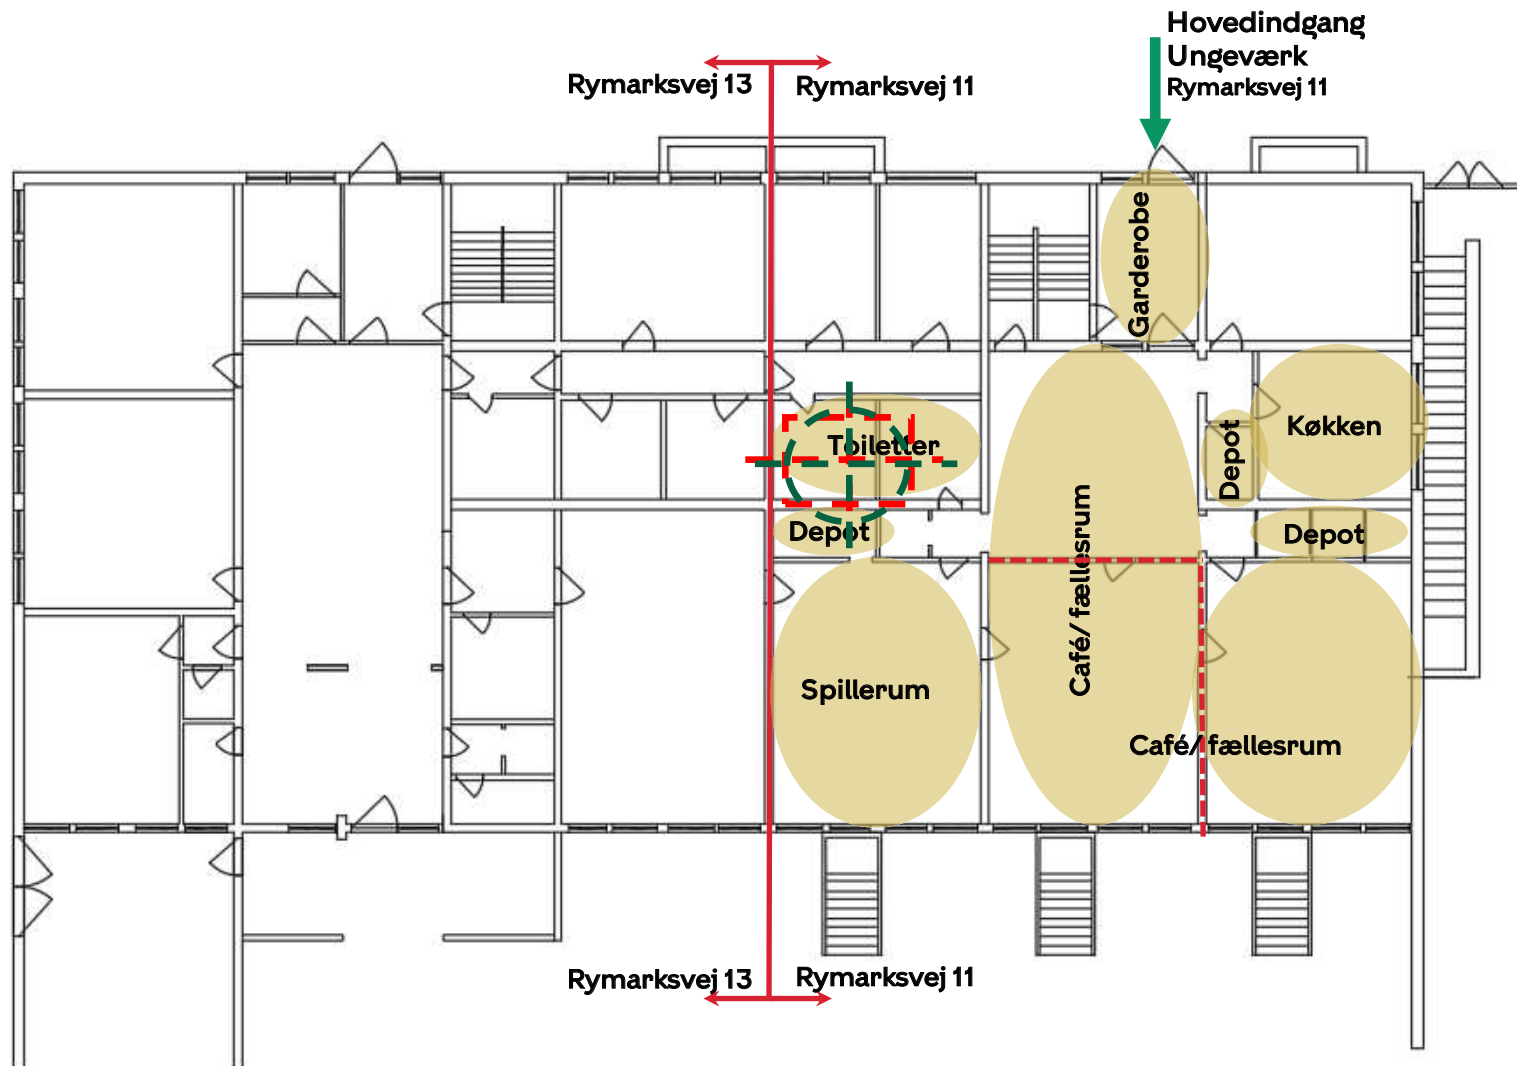 Hovedindgang
Ungeværk
Rymarksvej 11
Rymarksvej 13
Rymarksvej 11
Garderobe
Toiletter
Depot
Køkken
Depot
Depot
Café/ fællesrum
Spillerum
Café/ fællesrum
Rymarksvej 13
Rymarksvej 11